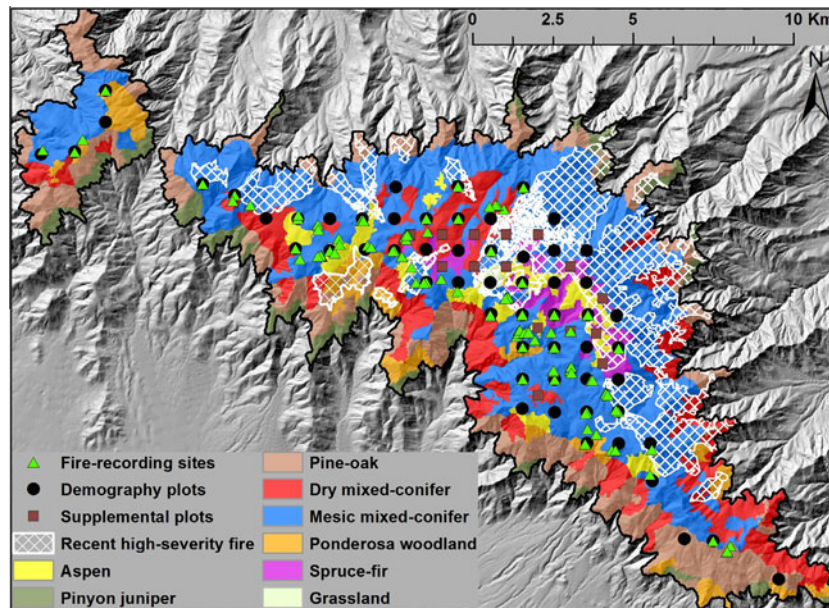 0 2.5 5 10 Km
N
Fire-recording sites
Demography plots
Supplemental plots
Recent high-severity fire
Aspen
Pinyon juniper
Pine-oak
Dry mixed-conifer
Mesic mixed-conifer
Ponderosa woodland
Spruce-fir
Grassland